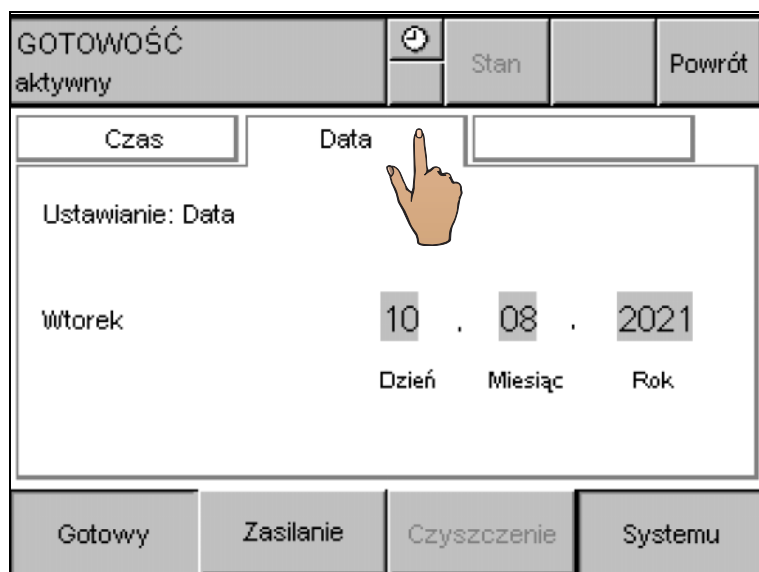 GOTOWOŚĆ
aktywny
Stan
Powrót
Czas
Data
Ustawianie: Data
Wtorek
10 . 08 . 2021
Dzień Miesiąc Rok
Gotowy
Zasilanie
Czyszczenie
Systemu